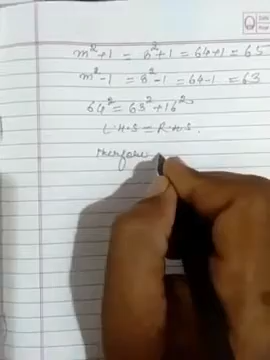 m²+1 = 8²+1 = 64+1 = 65
m²-1 = 8²-1 = 64-1 = 63
64² = 63²+16²
L.H.S = R.H.S.
Therefore